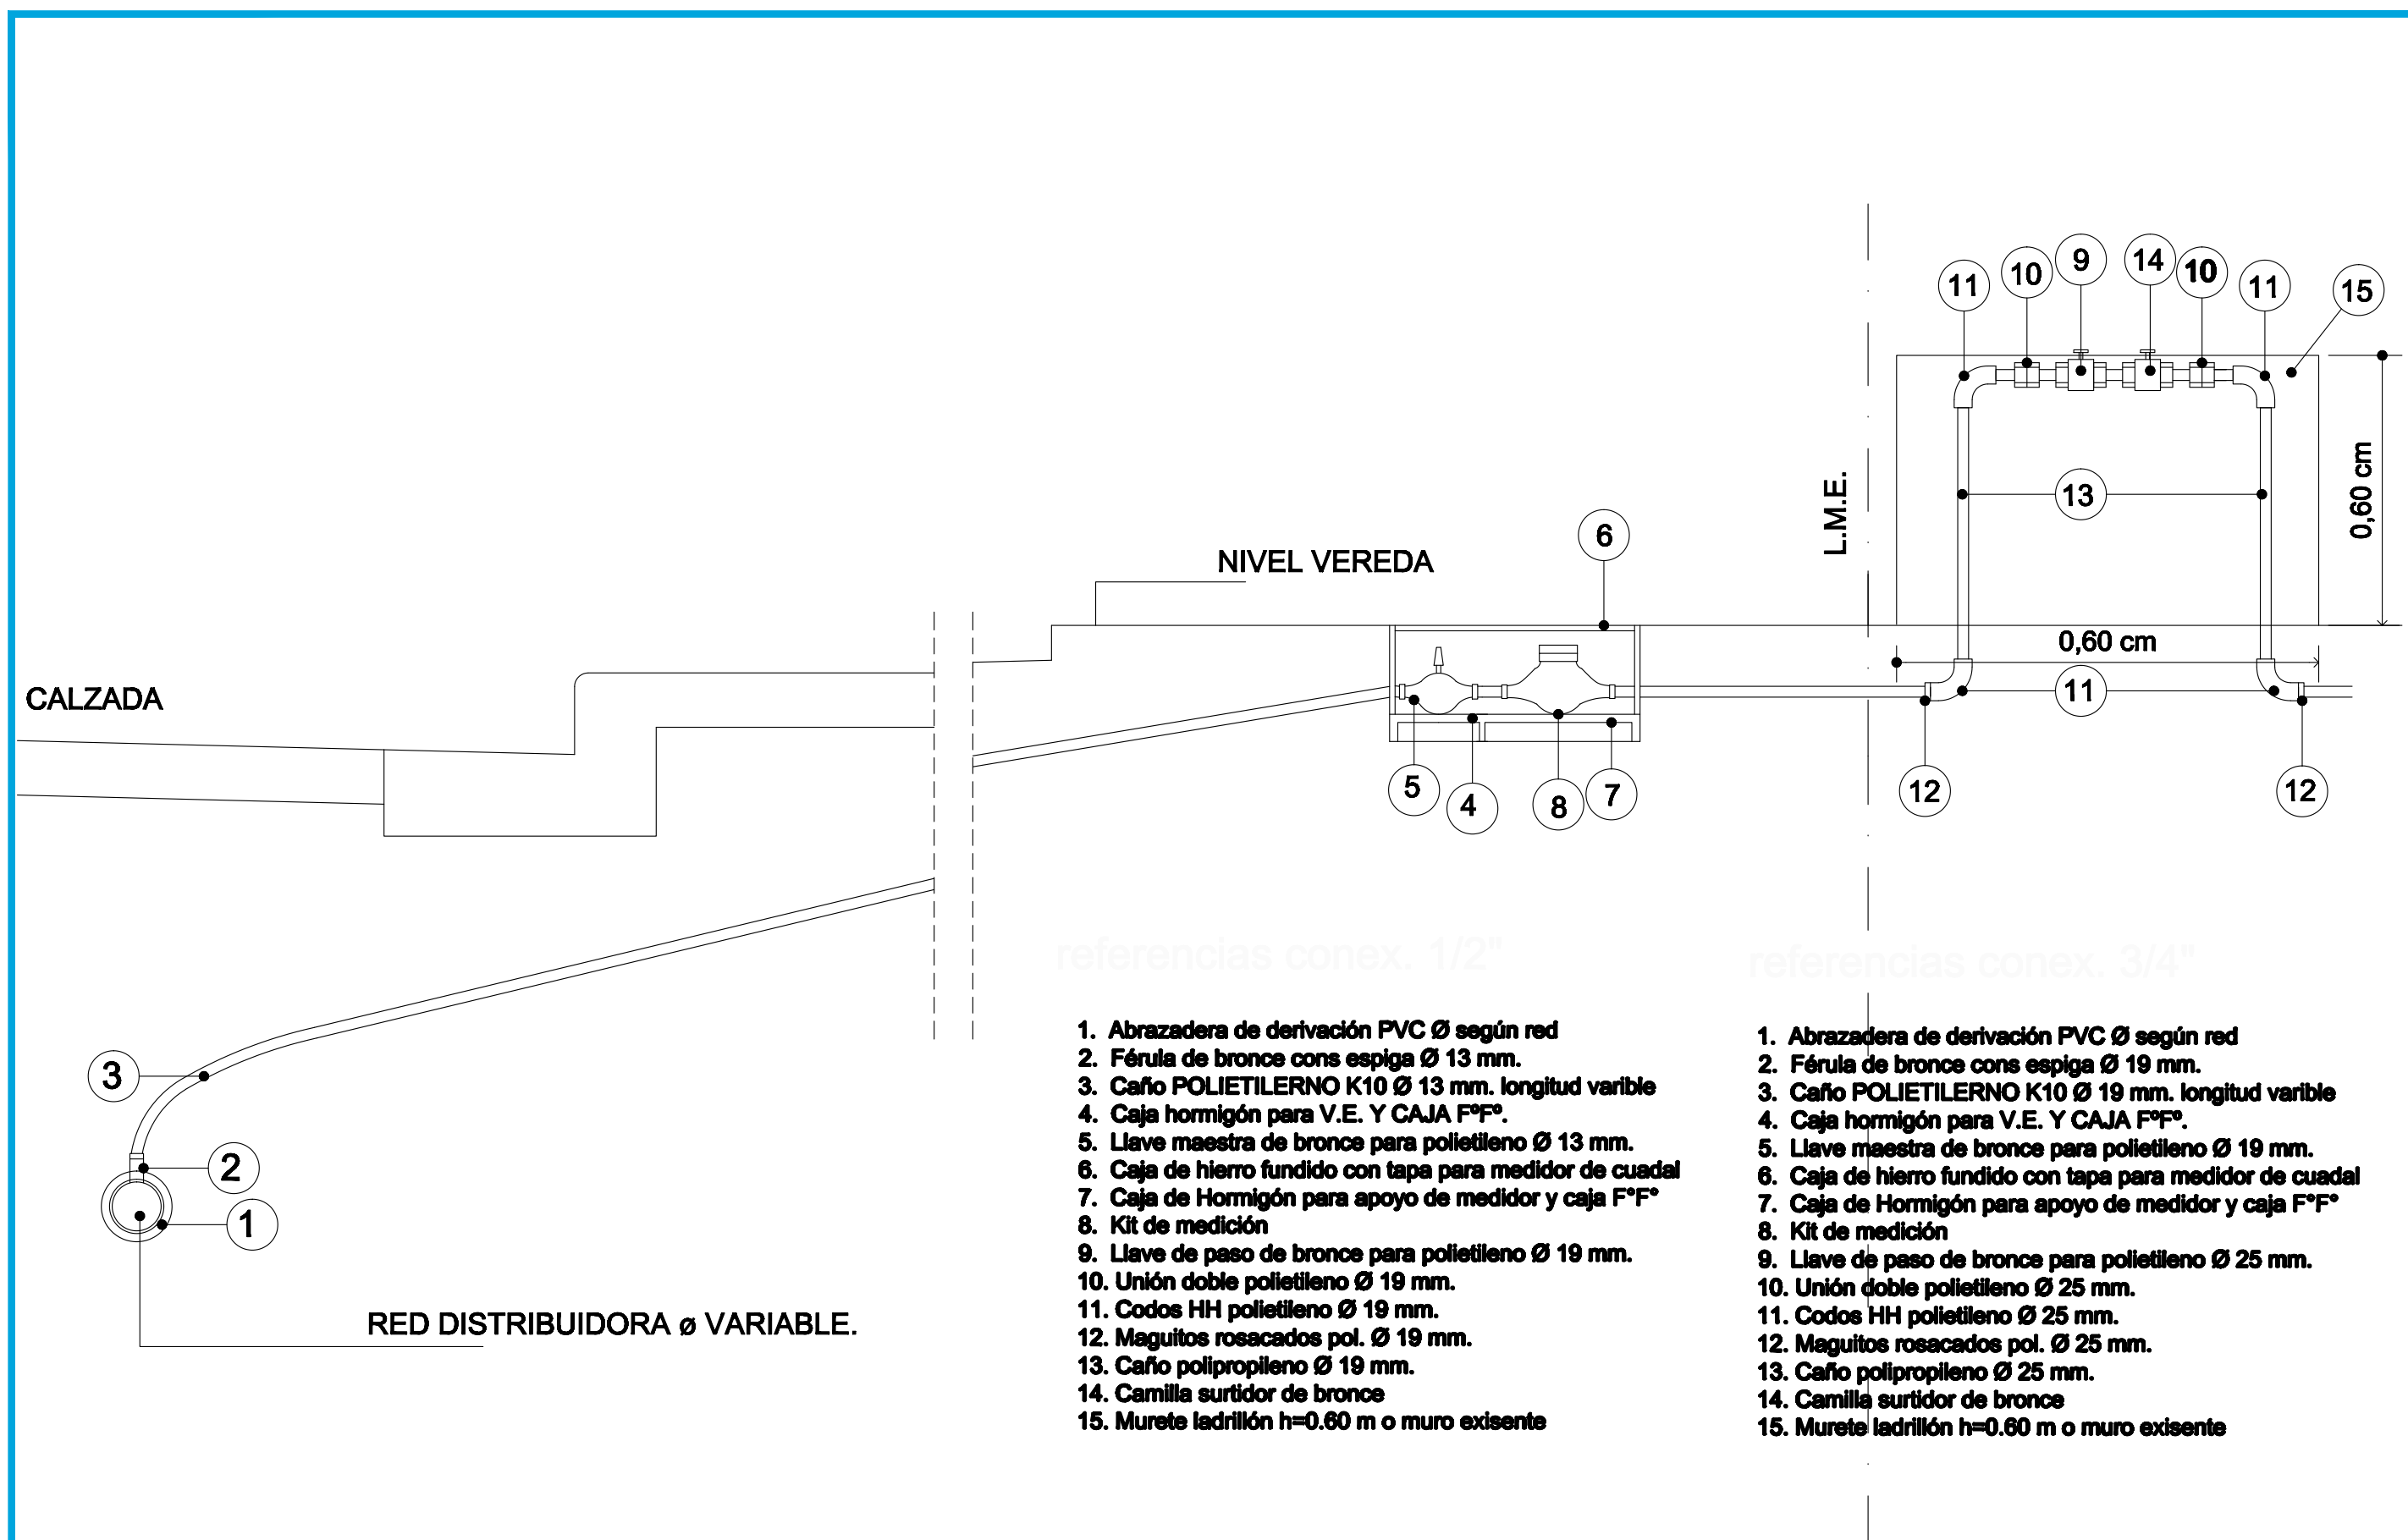 11
10
9
14
10
11
15
0,60 cm
L.M.E.
13
6
NIVEL VEREDA
0,60 cm
CALZADA
11
5
4
8
7
12
12
3
2
1
RED DISTRIBUIDORA ø VARIABLE.
referencias conex. 1/2"
1. Abrazadera de derivación PVC Ø según red
2. Férula de bronce cons espiga Ø 13 mm.
3. Caño POLIETILERNO K10 Ø 13 mm. longitud varible
4. Caja hormigón para V.E. Y CAJA FºFº.
5. Llave maestra de bronce para polietileno Ø 13 mm.
6. Caja de hierro fundido con tapa para medidor de cuadal
7. Caja de Hormigón para apoyo de medidor y caja F°F°
8. Kit de medición
9. Llave de paso de bronce para polietileno Ø 19 mm.
10. Unión doble polietileno Ø 19 mm.
11. Codos HH polietileno Ø 19 mm.
12. Maguitos rosacados pol. Ø 19 mm.
13. Caño polipropileno Ø 19 mm.
14. Camilla surtidor de bronce
15. Murete ladrillón h=0.60 m o muro exisente
referencias conex. 3/4"
1. Abrazadera de derivación PVC Ø según red
2. Férula de bronce cons espiga Ø 19 mm.
3. Caño POLIETILERNO K10 Ø 19 mm. longitud varible
4. Caja hormigón para V.E. Y CAJA FºFº.
5. Llave maestra de bronce para polietileno Ø 19 mm.
6. Caja de hierro fundido con tapa para medidor de cuadal
7. Caja de Hormigón para apoyo de medidor y caja F°F°
8. Kit de medición
9. Llave de paso de bronce para polietileno Ø 25 mm.
10. Unión doble polietileno Ø 25 mm.
11. Codos HH polietileno Ø 25 mm.
12. Maguitos rosacados pol. Ø 25 mm.
13. Caño polipropileno Ø 25 mm.
14. Camilla surtidor de bronce
15. Murete ladrillón h=0.60 m o muro exisente